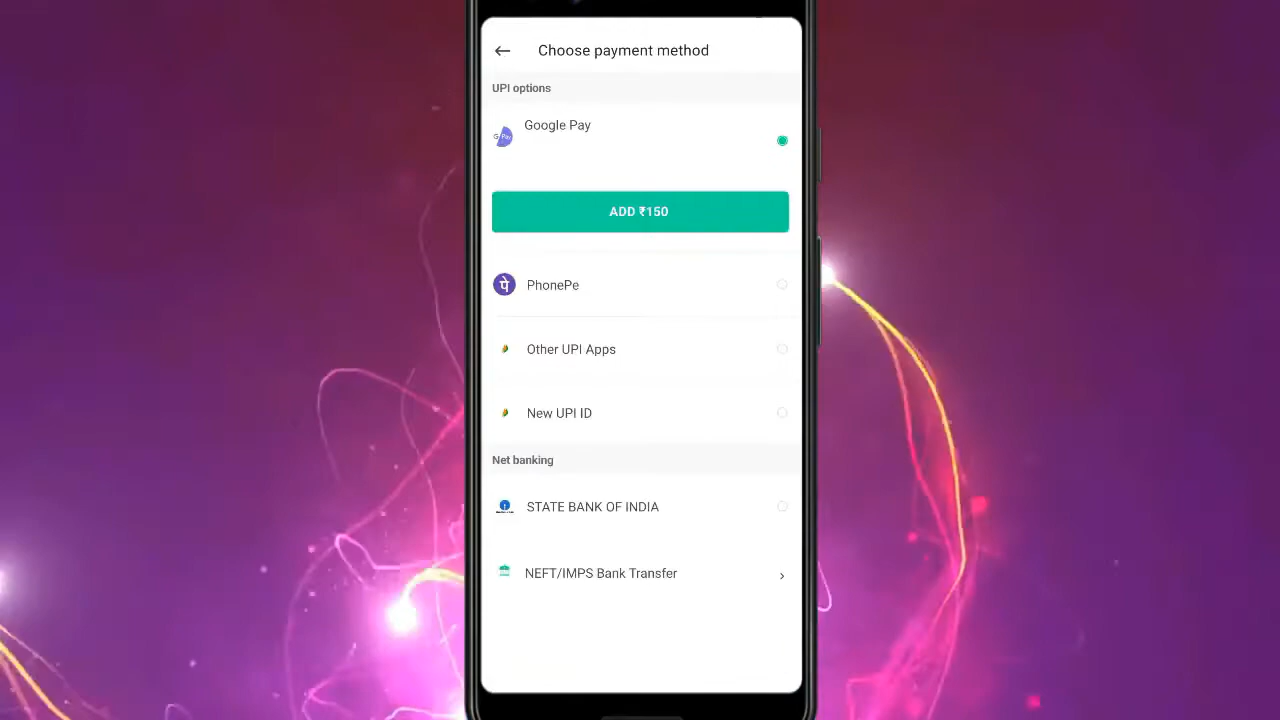 Choose payment method
UPI options
Google Pay
G Pay
ADD ₹150
पे
PhonePe
Other UPI Apps
New UPI ID
Net banking
STATE BANK OF INDIA
NEFT/IMPS Bank Transfer